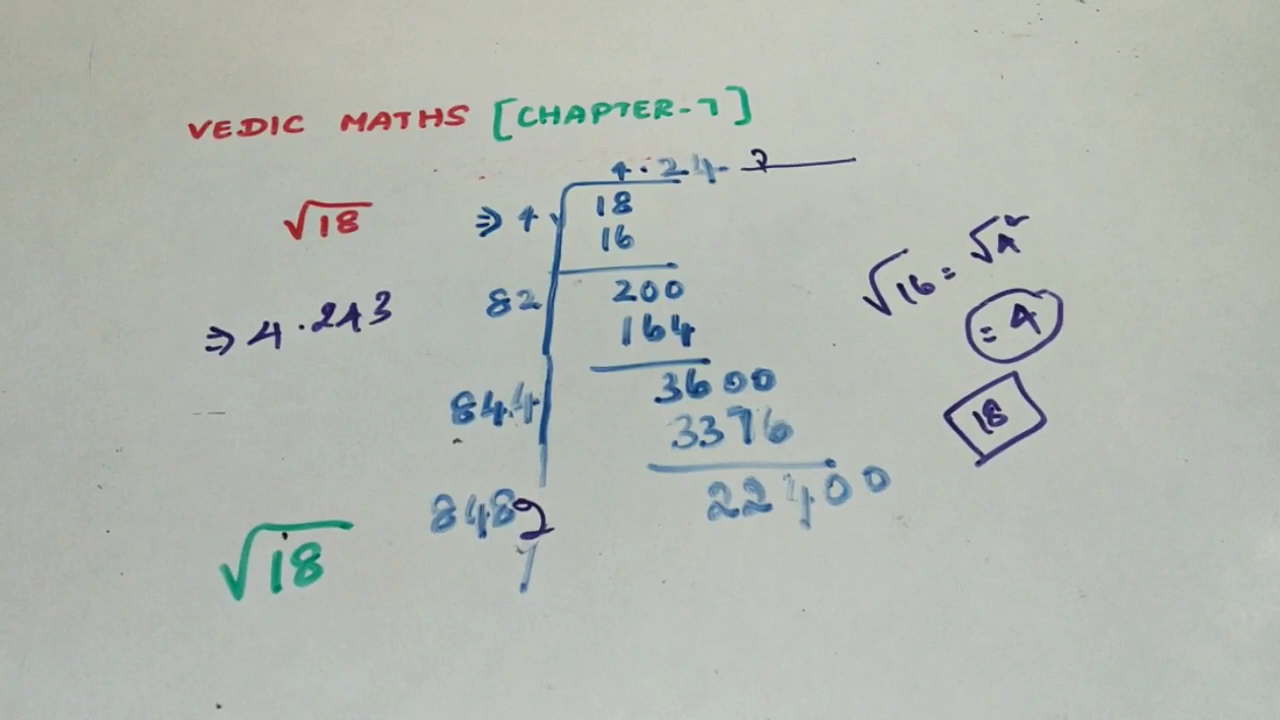 VEDIC MATHS [CHAPTER-7]
4.24
√18 ⇒ 4 18
16
82 200
⇒ 4.243 164
844 3600
3376
848 22400
√18
√16 = √4²
= 4
18